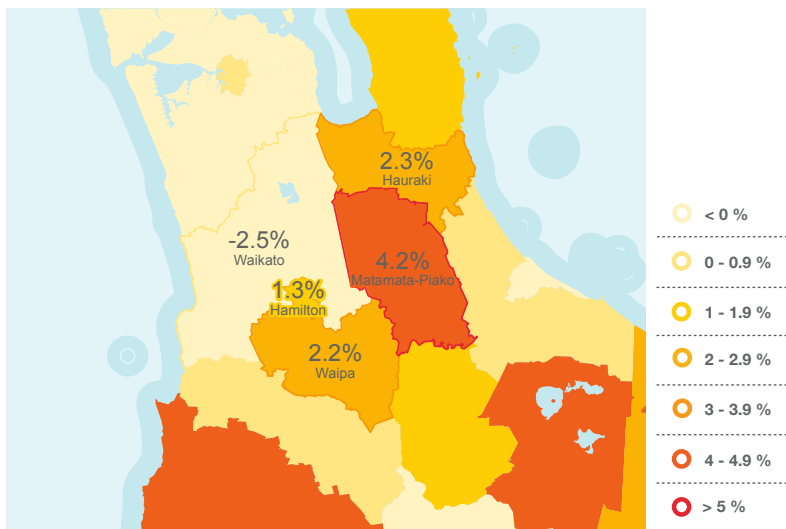 2.3%
Hauraki
-2.5%
Waikato
4.2%
Matamata-Piako
1.3%
Hamilton
2.2%
Waipa
< 0 %
0 - 0.9 %
1 - 1.9 %
2 - 2.9 %
3 - 3.9 %
4 - 4.9 %
> 5 %